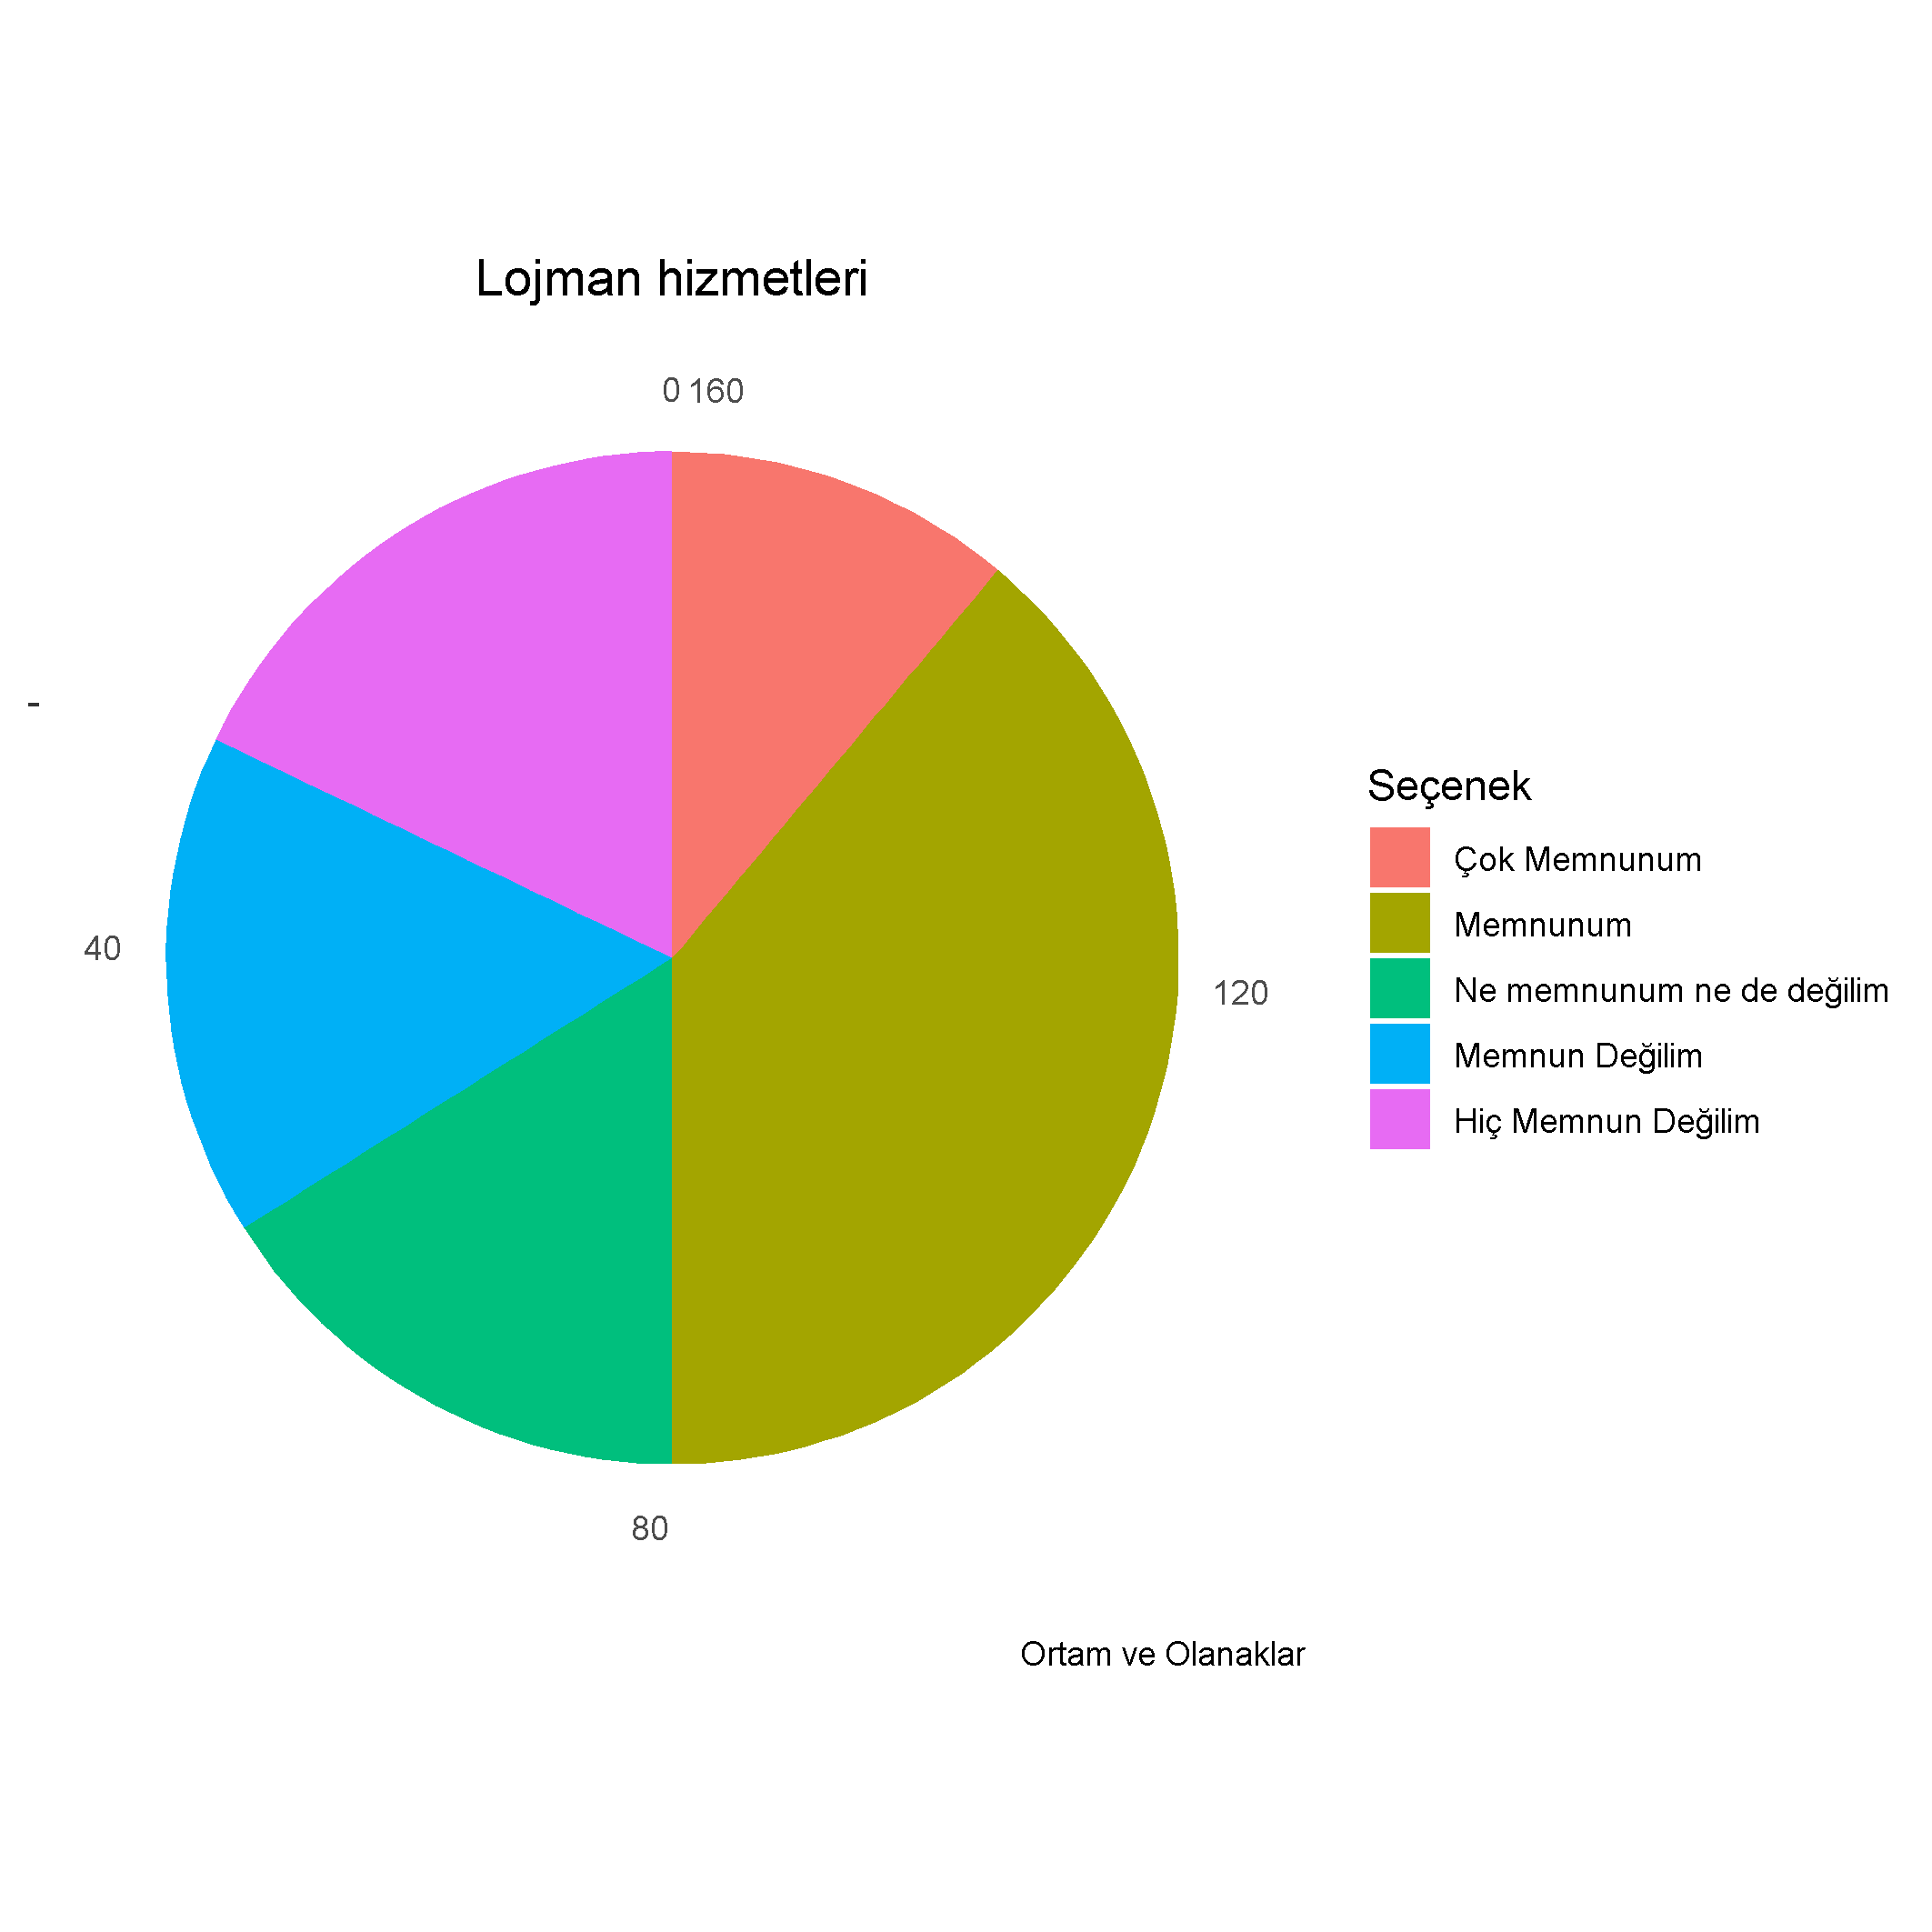 Lojman hizmetleri
0 160
-
40
120
80
Seçenek
Çok Memnunum
Memnunum
Ne memnunum ne de değilim
Memnun Değilim
Hiç Memnun Değilim
Ortam ve Olanaklar